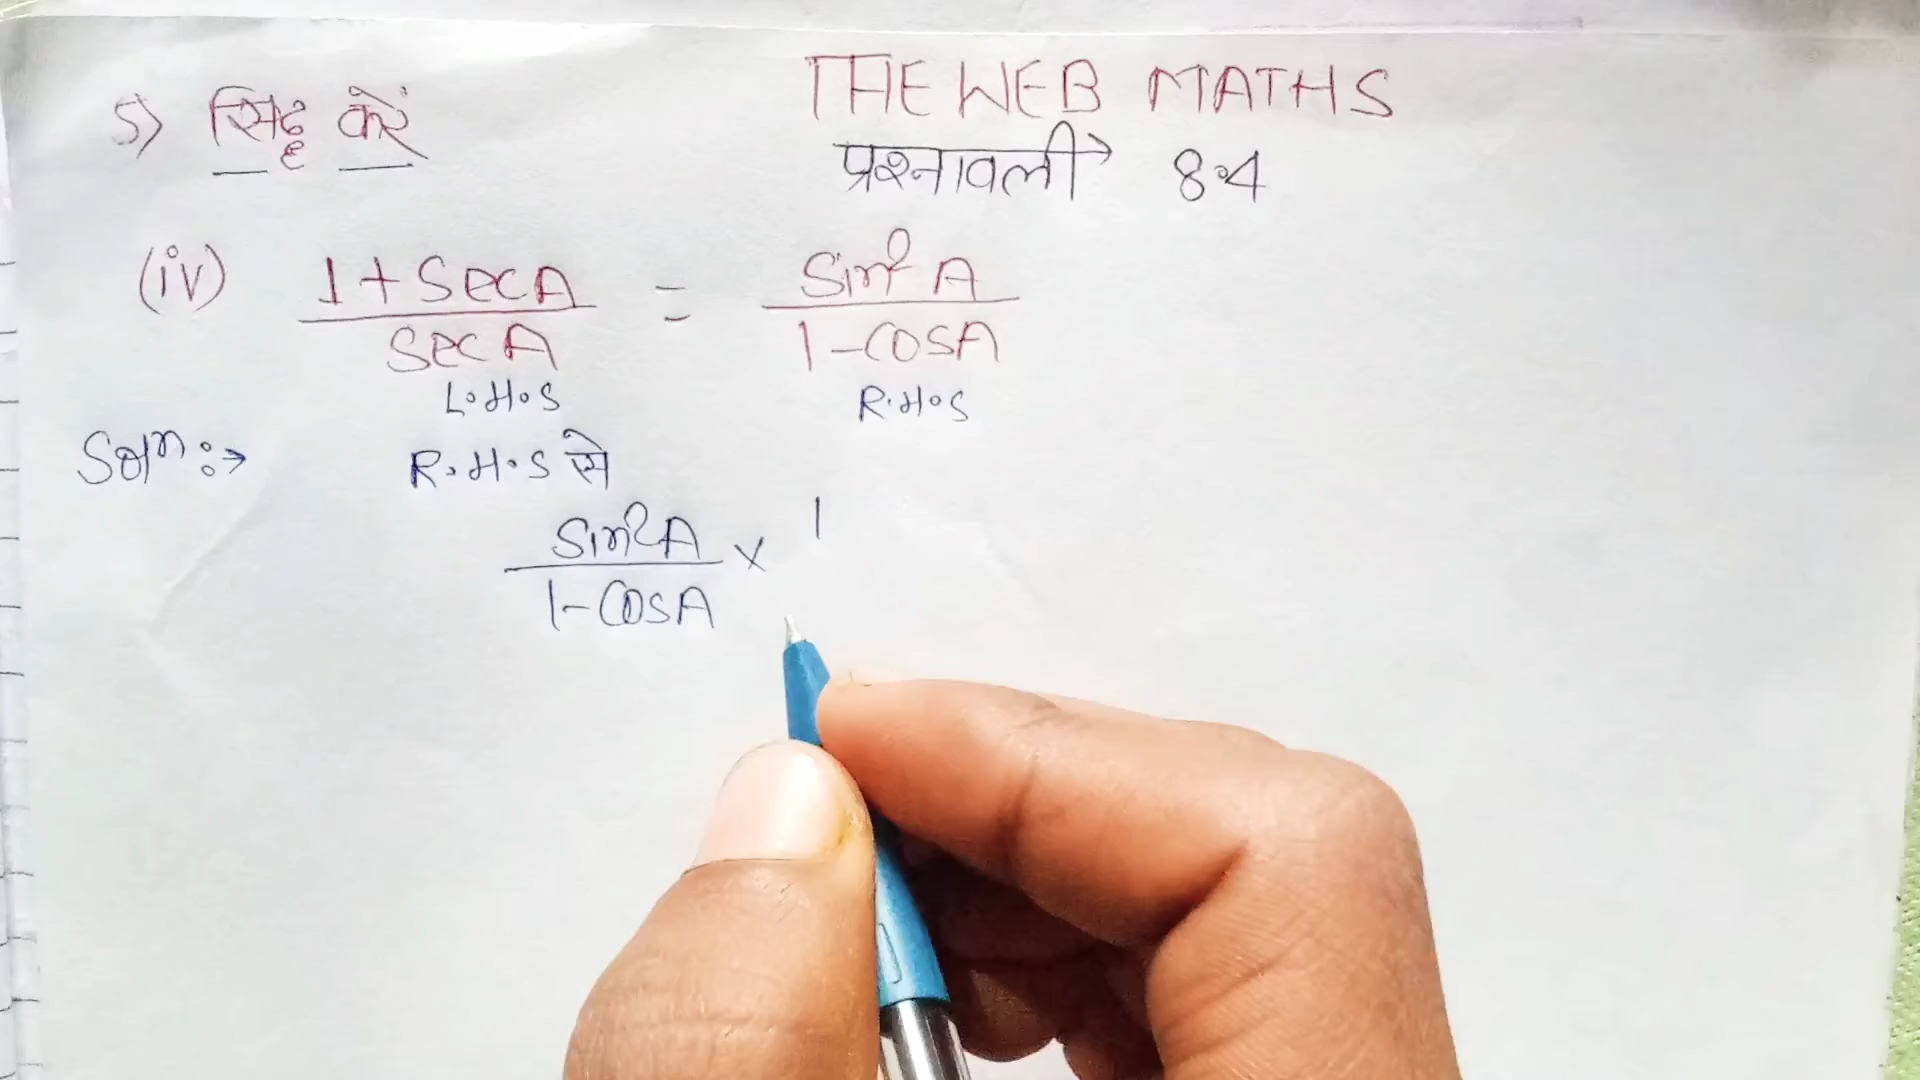 THE WEB MATHS
5) सिद्ध करें
प्रश्नावली → 8.4
(iv) 1+SecA / SecA = Sin²A / 1-COSA
L.H.S R.H.S
Solⁿ:→ R.H.S से
Sin²A / 1-COSA × 1